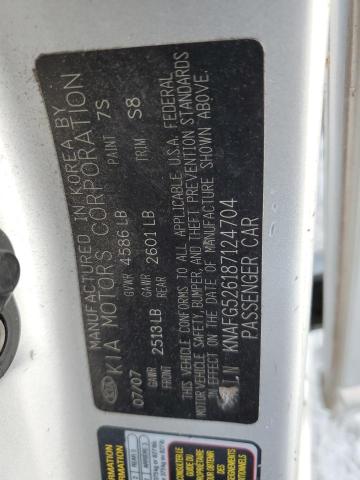 MANUFACTURED IN KOREA BY
KIA MOTORS CORPORATION
07/07 GVWR 4586 LB PAINT 7S
GAWR FRONT 2513 LB GAWR REAR 2601 LB TRIM S8
THIS VEHICLE CONFORMS TO ALL APPLICABLE U.S.A. FEDERAL
MOTOR VEHICLE SAFETY, BUMPER, AND THEFT PREVENTION STANDARDS
IN EFFECT ON THE DATE OF MANUFACTURE SHOWN ABOVE.
KNAFG526187124704
PASSENGER CAR
INFORMATION